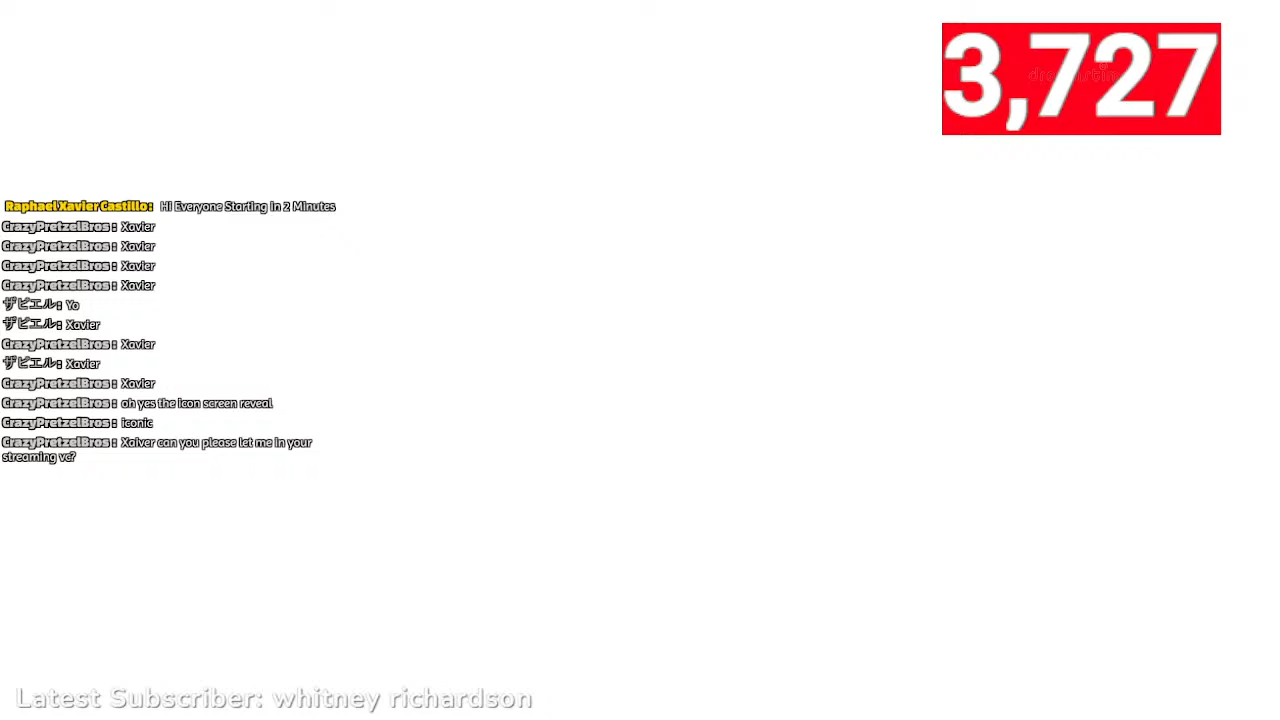 3,727
Raphael Xavier Castillo: Hi Everyone Starting in 2 Minutes
CrazyPretzelBros : Xavier
CrazyPretzelBros : Xavier
CrazyPretzelBros : Xavier
CrazyPretzelBros : Xavier
ザビエル: Yo
ザビエル: Xavier
CrazyPretzelBros : Xavier
ザビエル: Xavier
CrazyPretzelBros : Xavier
CrazyPretzelBros : oh yes the icon screen reveal
CrazyPretzelBros : iconic
CrazyPretzelBros : Xaiver can you please let me in your
streaming vc?
Latest Subscriber: whitney richardson